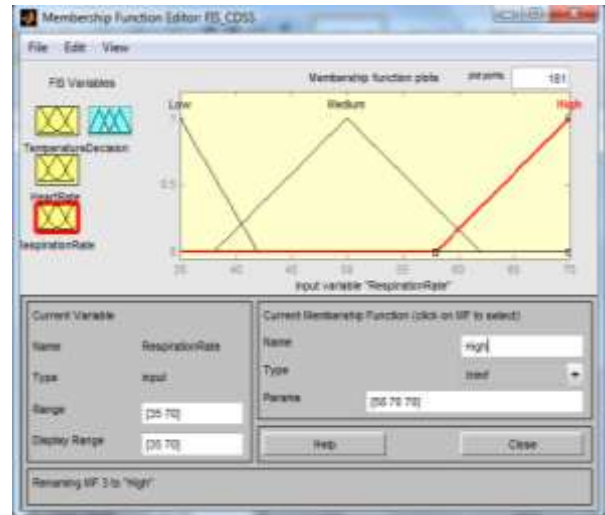 Membership Function Editor: FIS_CDSS
File Edit View
FIS Variables
Membership function plots
plot points:
181
Low
Medium
High
1
0.5
0
Temperature
Decision
HeartRate
RespirationRate
35 40 45 50 55 60 65 70
input variable "RespirationRate"
Current Variable
Name RespirationRate
Type input
Range [35 70]
Display Range [35 70]
Current Membership Function (click on MF to select)
Name High
Type trimf
Params [58 70 70]
Help
Close
Renaming MF 3 to "High"